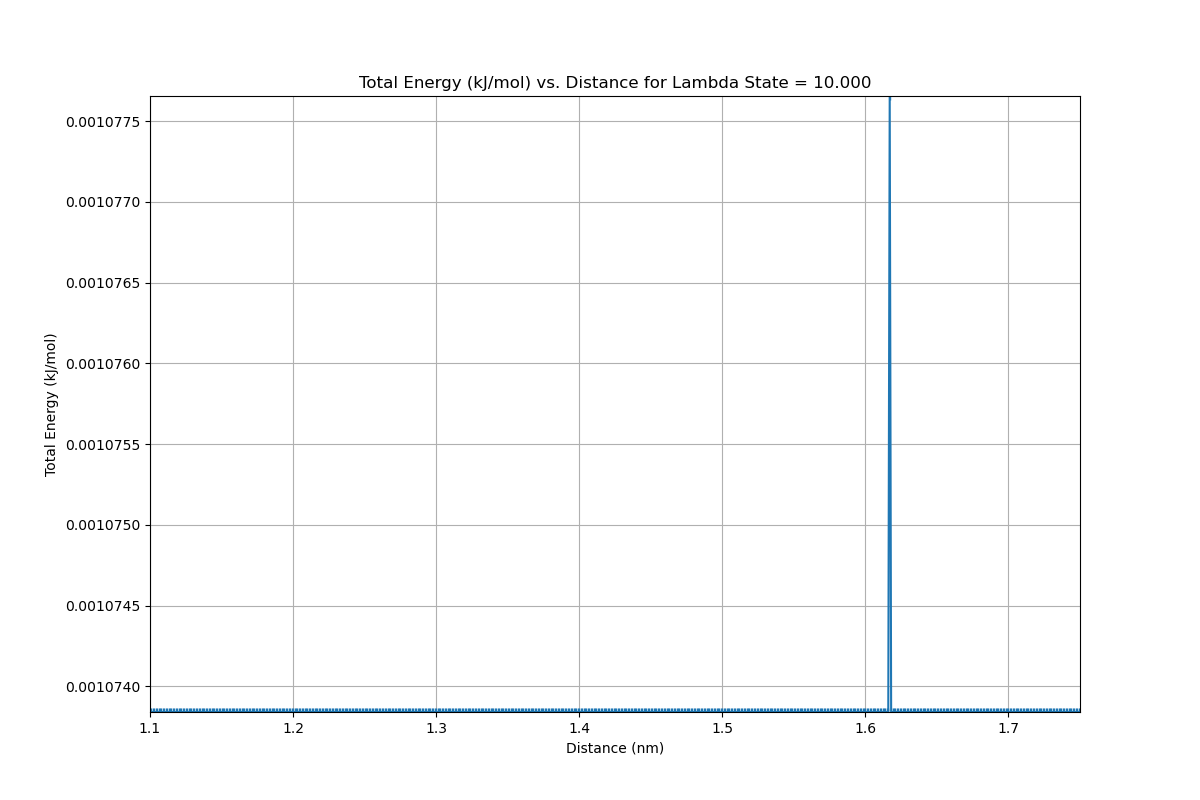 Total Energy (kJ/mol) vs. Distance for Lambda State = 10.000
0.0010775
0.0010770
0.0010765
0.0010760
0.0010755
0.0010750
0.0010745
0.0010740
Total Energy (kJ/mol)
1.1 1.2 1.3 1.4 1.5 1.6 1.7
Distance (nm)